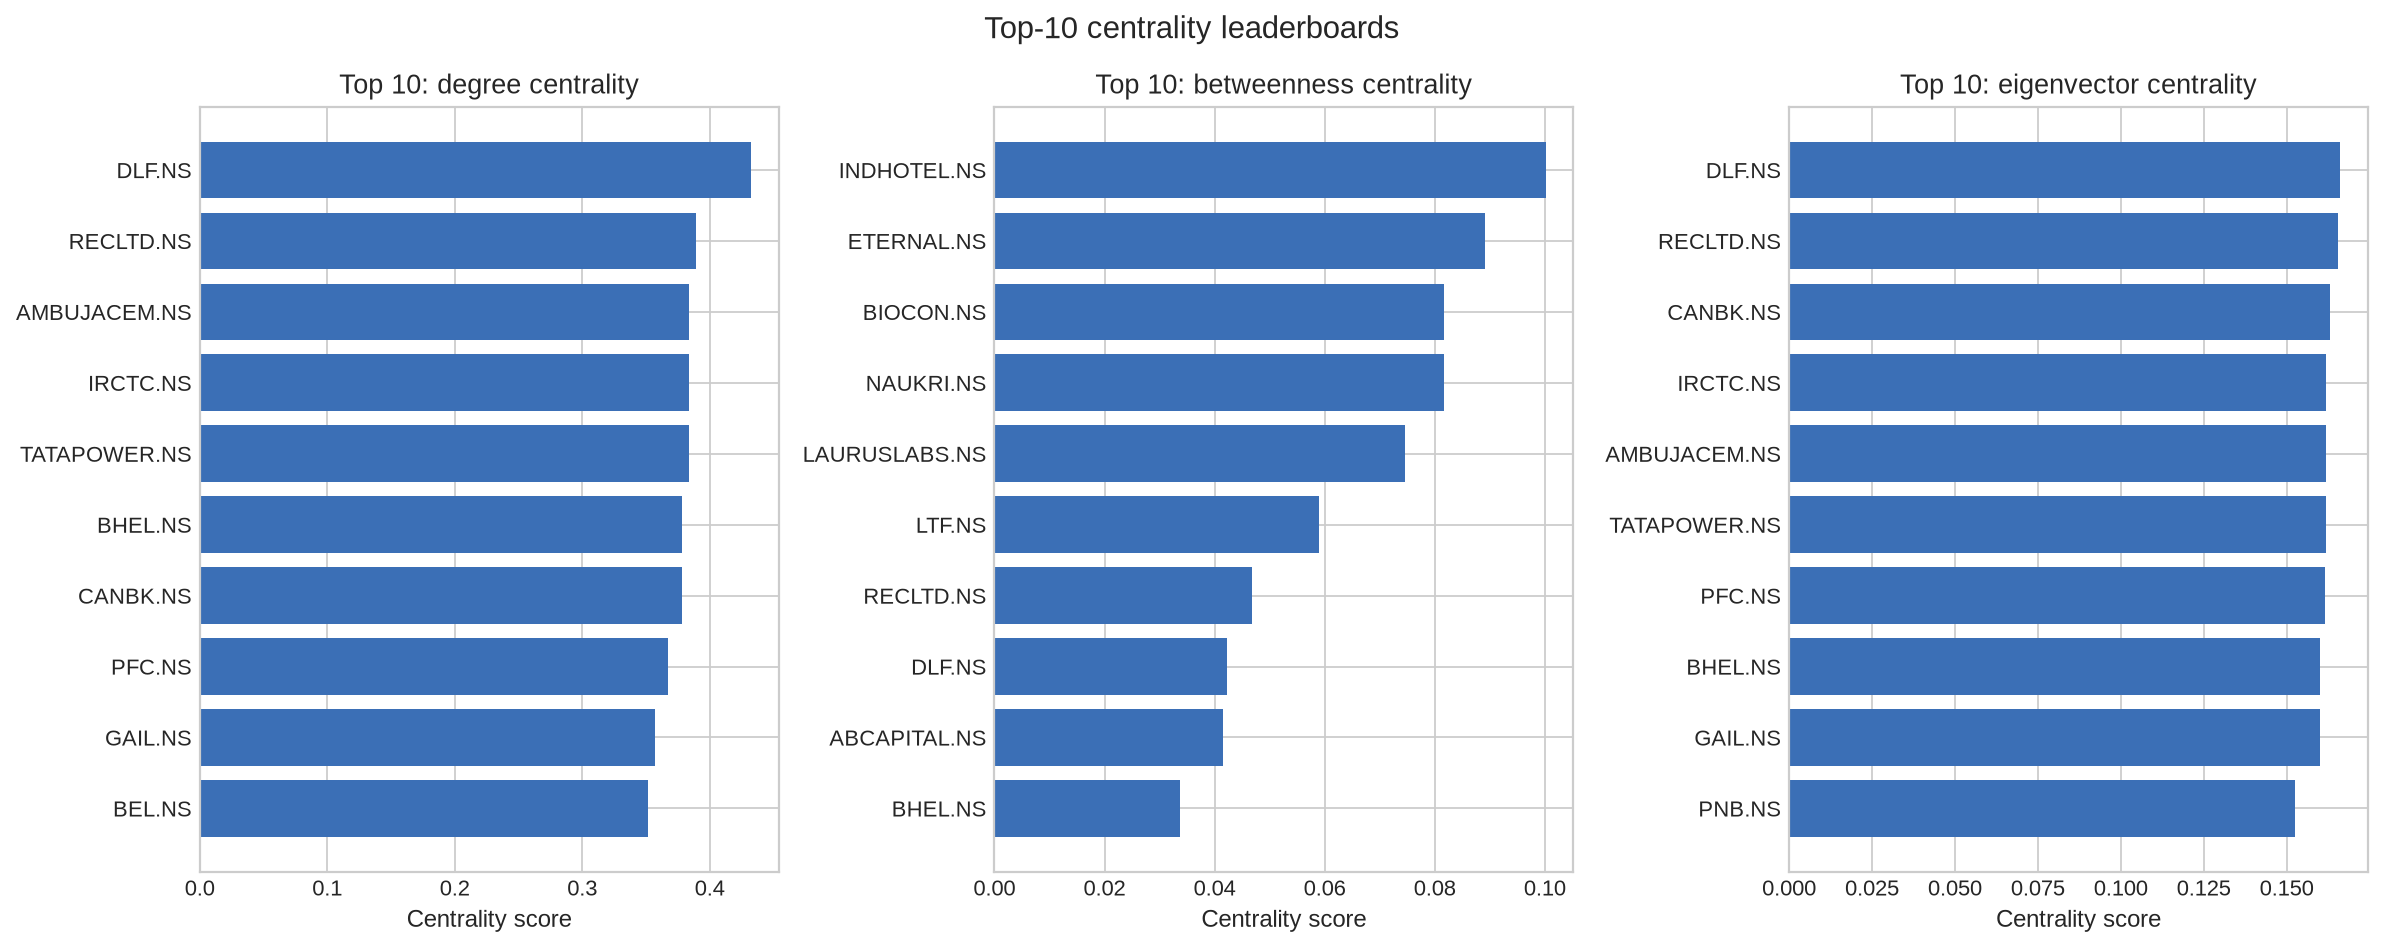 Top-10 centrality leaderboards
Top 10: degree centrality
DLF.NS
RECLTD.NS
AMBUJACEM.NS
IRCTC.NS
TATAPOWER.NS
BHEL.NS
CANBK.NS
PFC.NS
GAIL.NS
BEL.NS
0.0 0.1 0.2 0.3 0.4
Centrality score
Top 10: betweenness centrality
INDHOTEL.NS
ETERNAL.NS
BIOCON.NS
NAUKRI.NS
LAURUSLABS.NS
LTF.NS
RECLTD.NS
DLF.NS
ABCAPITAL.NS
BHEL.NS
0.00 0.02 0.04 0.06 0.08 0.10
Centrality score
Top 10: eigenvector centrality
DLF.NS
RECLTD.NS
CANBK.NS
IRCTC.NS
AMBUJACEM.NS
TATAPOWER.NS
PFC.NS
BHEL.NS
GAIL.NS
PNB.NS
0.000 0.025 0.050 0.075 0.100 0.125 0.150
Centrality score